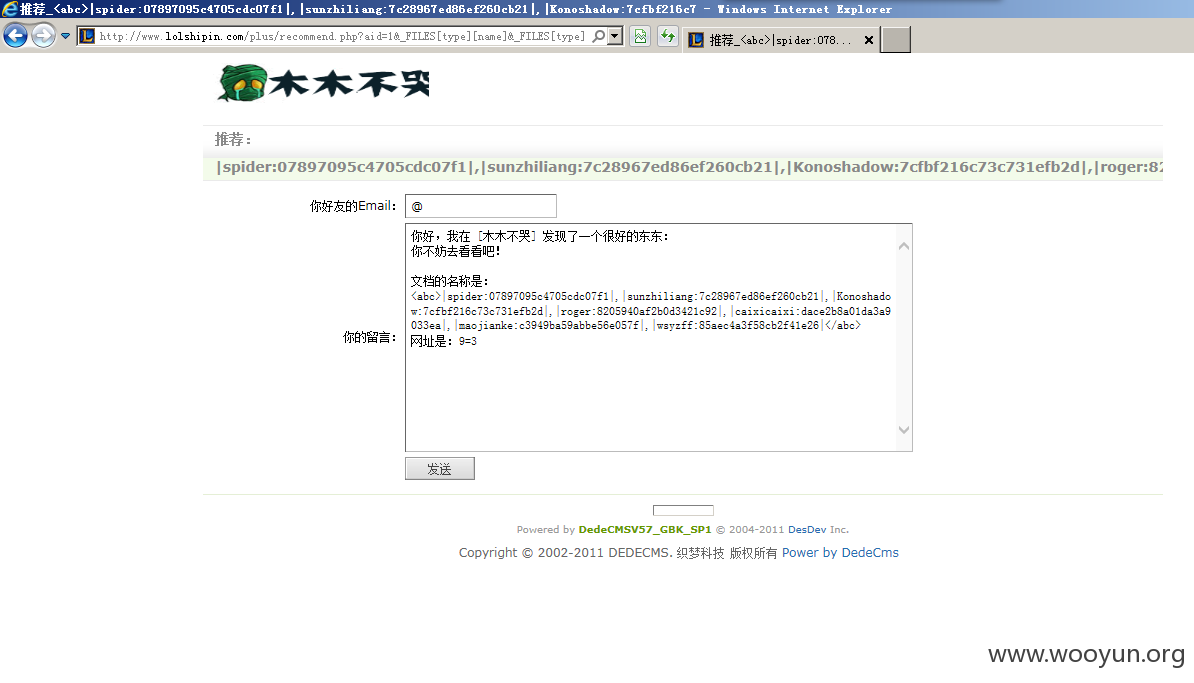 推荐_<abc>|spider:07897095c4705cdc07f1|,|sunzhiliang:7c28967ed86ef260cb21|,|Konoshadow:7cfbf216c7 - Windows Internet Explorer
http://www.lolshipin.com/plus/recommend.php?aid=1&_FILES[type][name]&_FILES[type]
推荐_<abc>|spider:078...
木木不哭
推荐：
|spider:07897095c4705cdc07f1|,|sunzhiliang:7c28967ed86ef260cb21|,|Konoshadow:7cfbf216c73c731efb2d|,|roger:82
你好友的Email： @
你的留言：
你好，我在 [木木不哭] 发现了一个很好的东东：
你不妨去看看吧！
文档的名称是：
<abc>|spider:07897095c4705cdc07f1|,|sunzhiliang:7c28967ed86ef260cb21|,|Konoshado
w:7cfbf216c73c731efb2d|,|roger:8205940af2b0d3421c92|,|caixicaixi:dace2b8a01da3a9
033ea|,|maojianke:c3949ba59abbe56e057f|,|wsyzff:85aec4a3f58cb2f41e26|</abc>
网址是：9=3
发送
Powered by DedeCMSV57_GBK_SP1 © 2004-2011 DesDev Inc.
Copyright © 2002-2011 DEDECMS. 织梦科技 版权所有 Power by DedeCms
www.wooyun.org